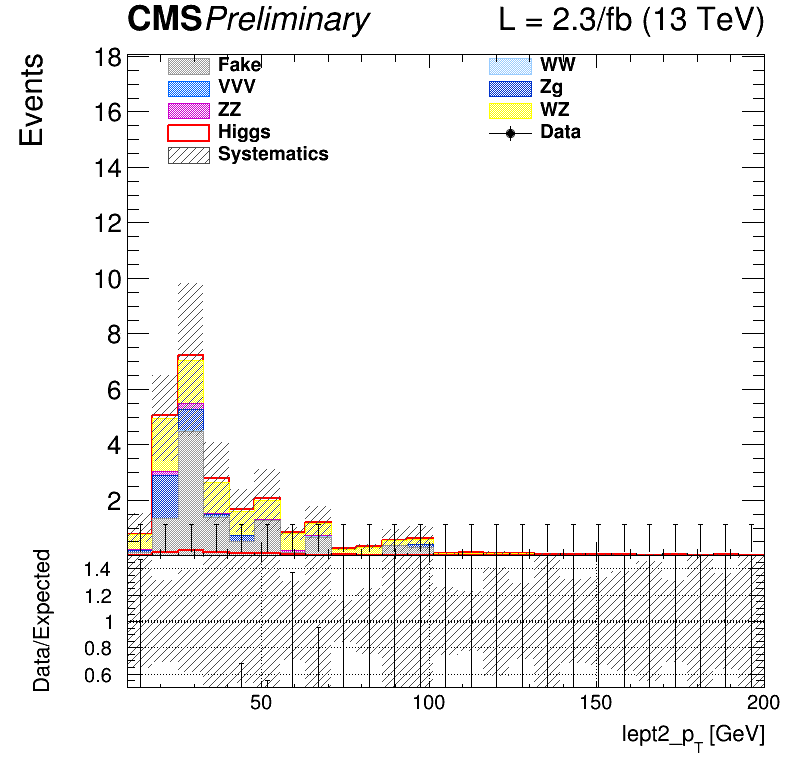 CMS Preliminary L = 2.3/fb (13 TeV)
Events
18
16
14
12
10
8
6
4
2
Fake WW
VVV Zg
ZZ WZ
Higgs Data
Systematics
Data/Expected
1.4
1.2
1
0.8
0.6
50 100 150 200
lept2_p_T [GeV]